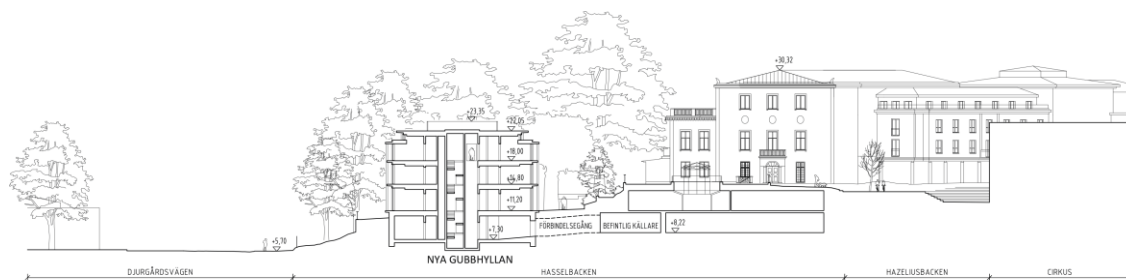 +30,32
+23,35
+22,05
+18,00
+14,80
+11,20
+7,30
FÖRBINDELSEGÅNG
BEFINTLIG KÄLLARE
+8,22
+5,70
NYA GUBBHYLLAN
DJURGÅRDSVÄGEN
HASSELBACKEN
HAZELIUSBACKEN
CIRKUS